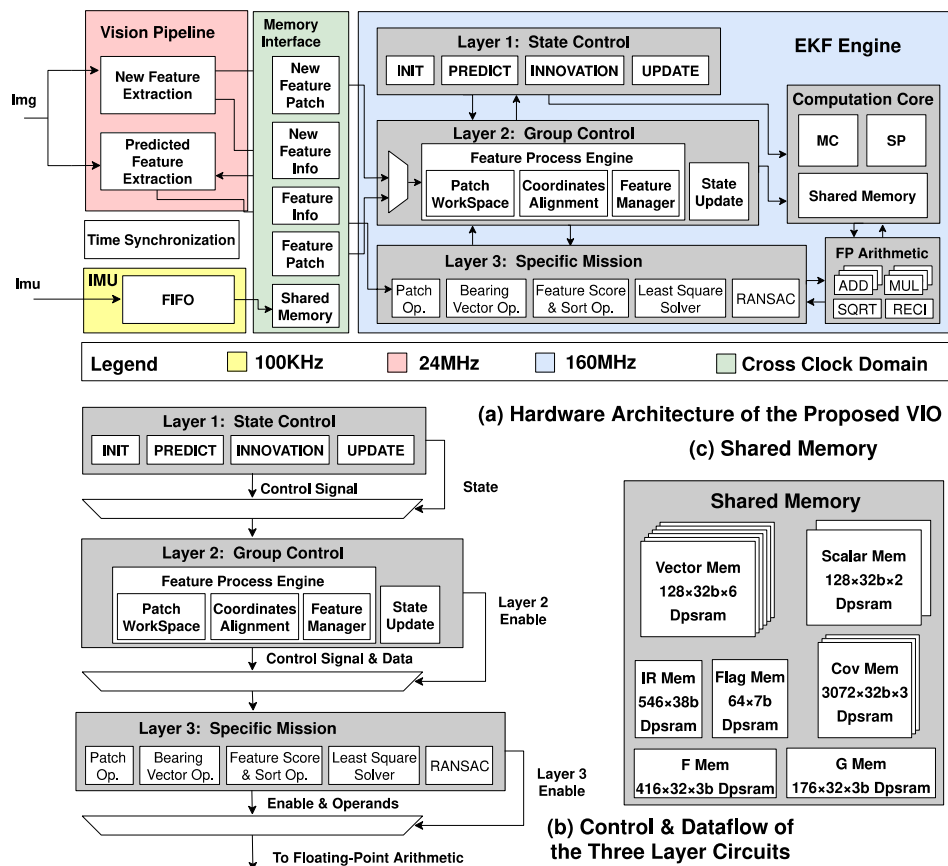 Vision Pipeline
Img
New Feature
Extraction
Predicted
Feature
Extraction
Time Synchronization
Imu
IMU
FIFO
Memory
Interface
New
Feature
Patch
New
Feature
Info
Feature
Info
Feature
Patch
Shared
Memory
EKF Engine
Layer 1: State Control
INIT
PREDICT
INNOVATION
UPDATE
Layer 2: Group Control
Feature Process Engine
Patch
WorkSpace
Coordinates
Alignment
Feature
Manager
State
Update
Layer 3: Specific Mission
Patch
Op.
Bearing
Vector Op.
Feature Score
& Sort Op.
Least Square
Solver
RANSAC
Computation Core
MC
SP
Shared Memory
FP Arithmetic
ADD
MUL
SQRT
RECI
Legend
100KHz
24MHz
160MHz
Cross Clock Domain
(a) Hardware Architecture of the Proposed VIO
Layer 1: State Control
INIT
PREDICT
INNOVATION
UPDATE
Control Signal
State
Layer 2: Group Control
Feature Process Engine
Patch
WorkSpace
Coordinates
Alignment
Feature
Manager
State
Update
Layer 2
Enable
Control Signal & Data
Layer 3: Specific Mission
Patch
Op.
Bearing
Vector Op.
Feature Score
& Sort Op.
Least Square
Solver
RANSAC
Layer 3
Enable
Enable & Operands
To Floating-Point Arithmetic
(b) Control & Dataflow of
the Three Layer Circuits
(c) Shared Memory
Shared Memory
Vector Mem
128×32b×6
Dpsram
Scalar Mem
128×32b×2
Dpsram
IR Mem
546×38b
Dpsram
Flag Mem
64×7b
Dpsram
Cov Mem
3072×32b×3
Dpsram
F Mem
416×32×3b Dpsram
G Mem
176×32×3b Dpsram